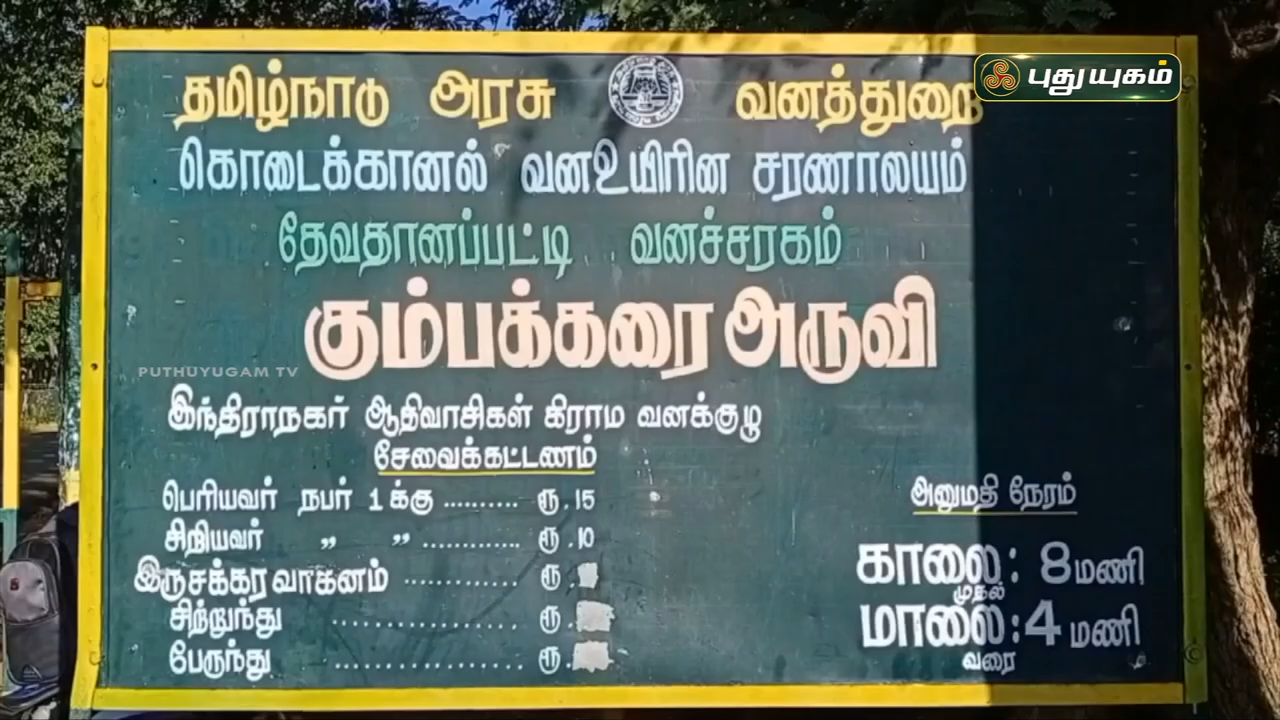 தமிழ்நாடு அரசு வனத்துறை
புதுயுகம்
கொடைக்கானல் வனஉயிரின சரணாலயம்
தேவதானப்பட்டி வனச்சரகம்
கும்பக்கரை அருவி
PUTHUYUGAM TV
இந்திராநகர் ஆதிவாசிகள் கிராம வனக்குழு
சேவைக்கட்டணம்
பெரியவர் நபர் 1 க்கு ......... ரூ.15
சிறியவர் ,, ,, ............ ரூ.10
இருசக்கர வாகனம் ............ ரூ.
சிற்றுந்து .................... ரூ.
பேருந்து .................... ரூ.
அனுமதி நேரம்
காலை: 8 மணி
முதல்
மாலை: 4 மணி
வரை